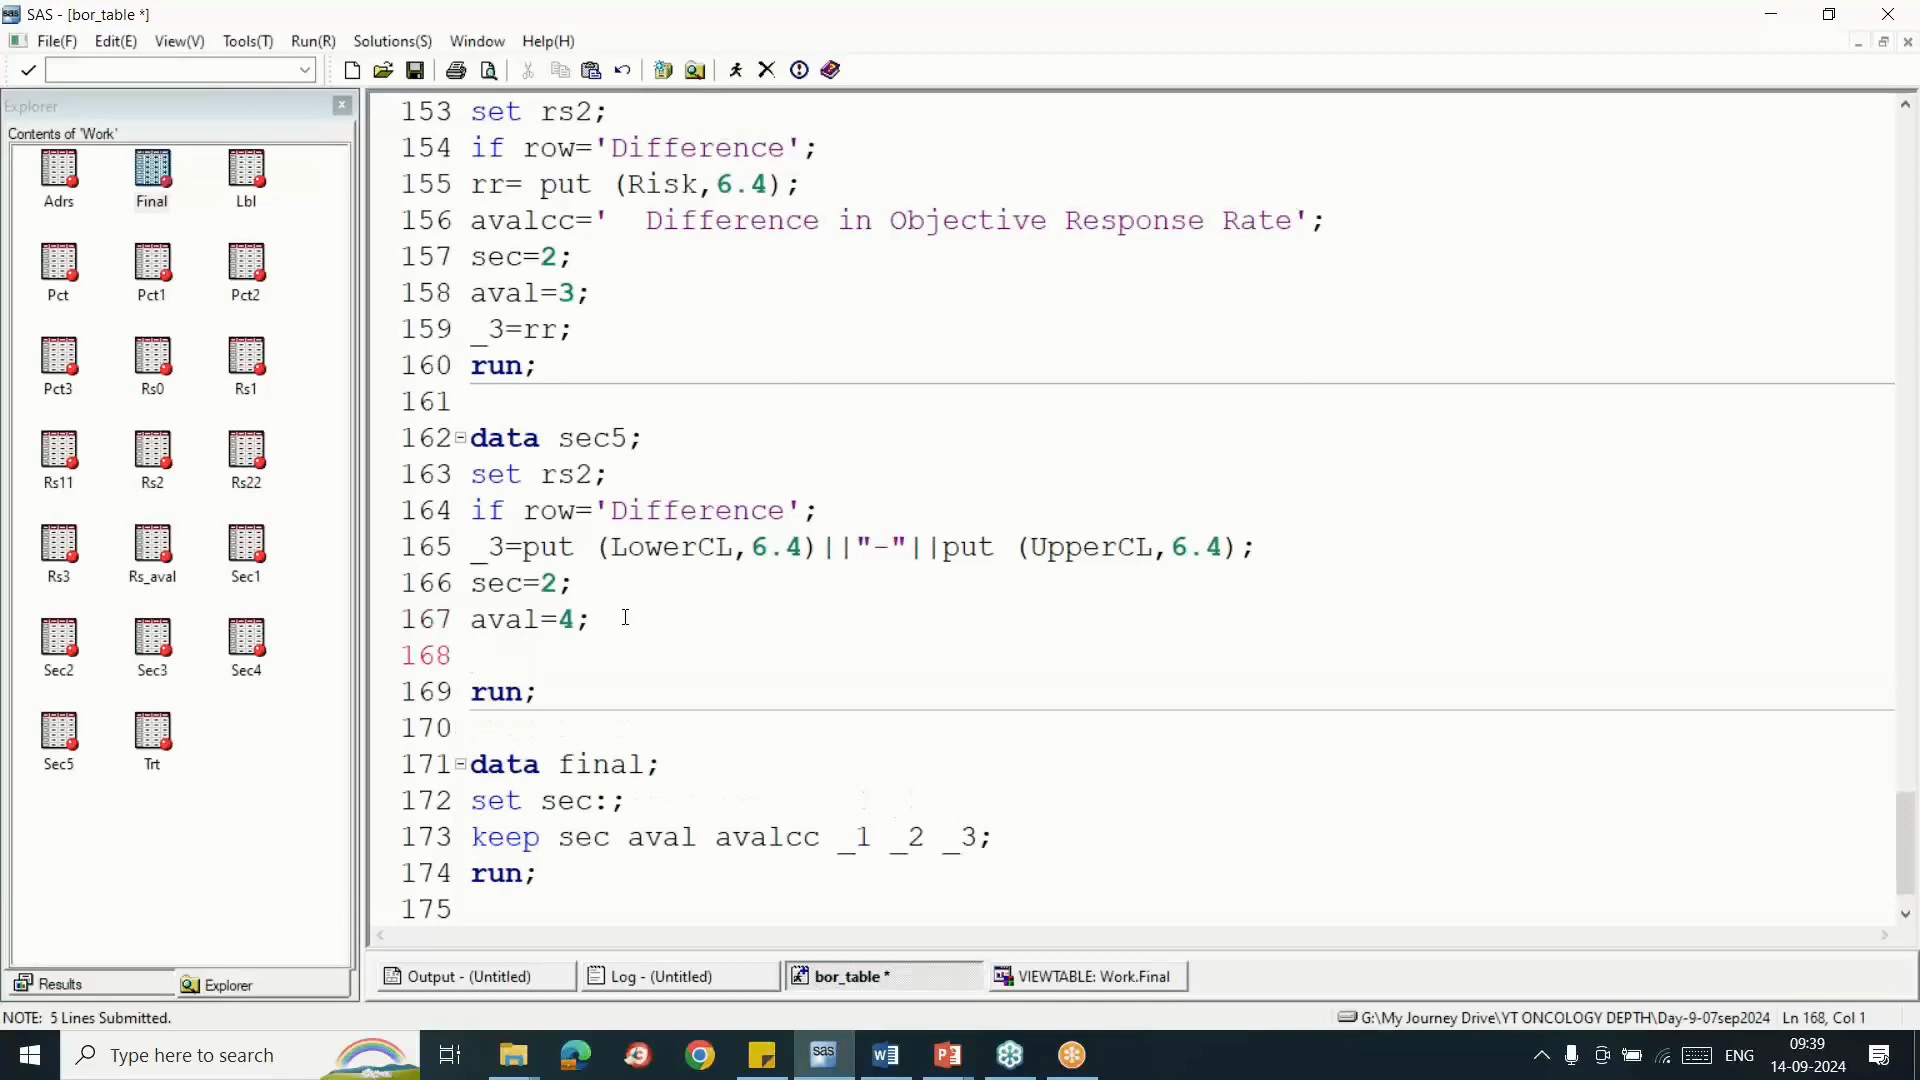 SAS - [bor_table *]
File(F) Edit(E) View(V) Tools(T) Run(R) Solutions(S) Window Help(H)
Explorer
Contents of 'Work'
Adrs Final Lbl
Pct Pct1 Pct2
Pct3 Rs0 Rs1
Rs11 Rs2 Rs22
Rs3 Rs_aval Sec1
Sec2 Sec3 Sec4
Sec5 Trt
Results Explorer
153 set rs2;
154 if row='Difference';
155 rr= put (Risk,6.4);
156 avalcc='  Difference in Objective Response Rate';
157 sec=2;
158 aval=3;
159 _3=rr;
160 run;
161
162 data sec5;
163 set rs2;
164 if row='Difference';
165 _3=put (LowerCL,6.4)||"-"||put (UpperCL,6.4);
166 sec=2;
167 aval=4;
168
169 run;
170
171 data final;
172 set sec:;
173 keep sec aval avalcc _1 _2 _3;
174 run;
175
Output - (Untitled) Log - (Untitled) bor_table * VIEWTABLE: Work.Final
NOTE: 5 Lines Submitted. G:\My Journey Drive\YT ONCOLOGY DEPTH\Day-9-07sep2024 Ln 168, Col 1
Type here to search ENG 09:39
14-09-2024